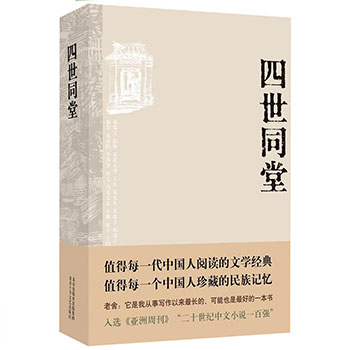 四世同堂
四世同堂
值得每一代中国人阅读的文学经典
值得每一个中国人珍藏的民族记忆
老舍：它是我从事写作以来最长的、可能也是最好的一本书
入选《亚洲周刊》“二十世纪中文小说一百强”